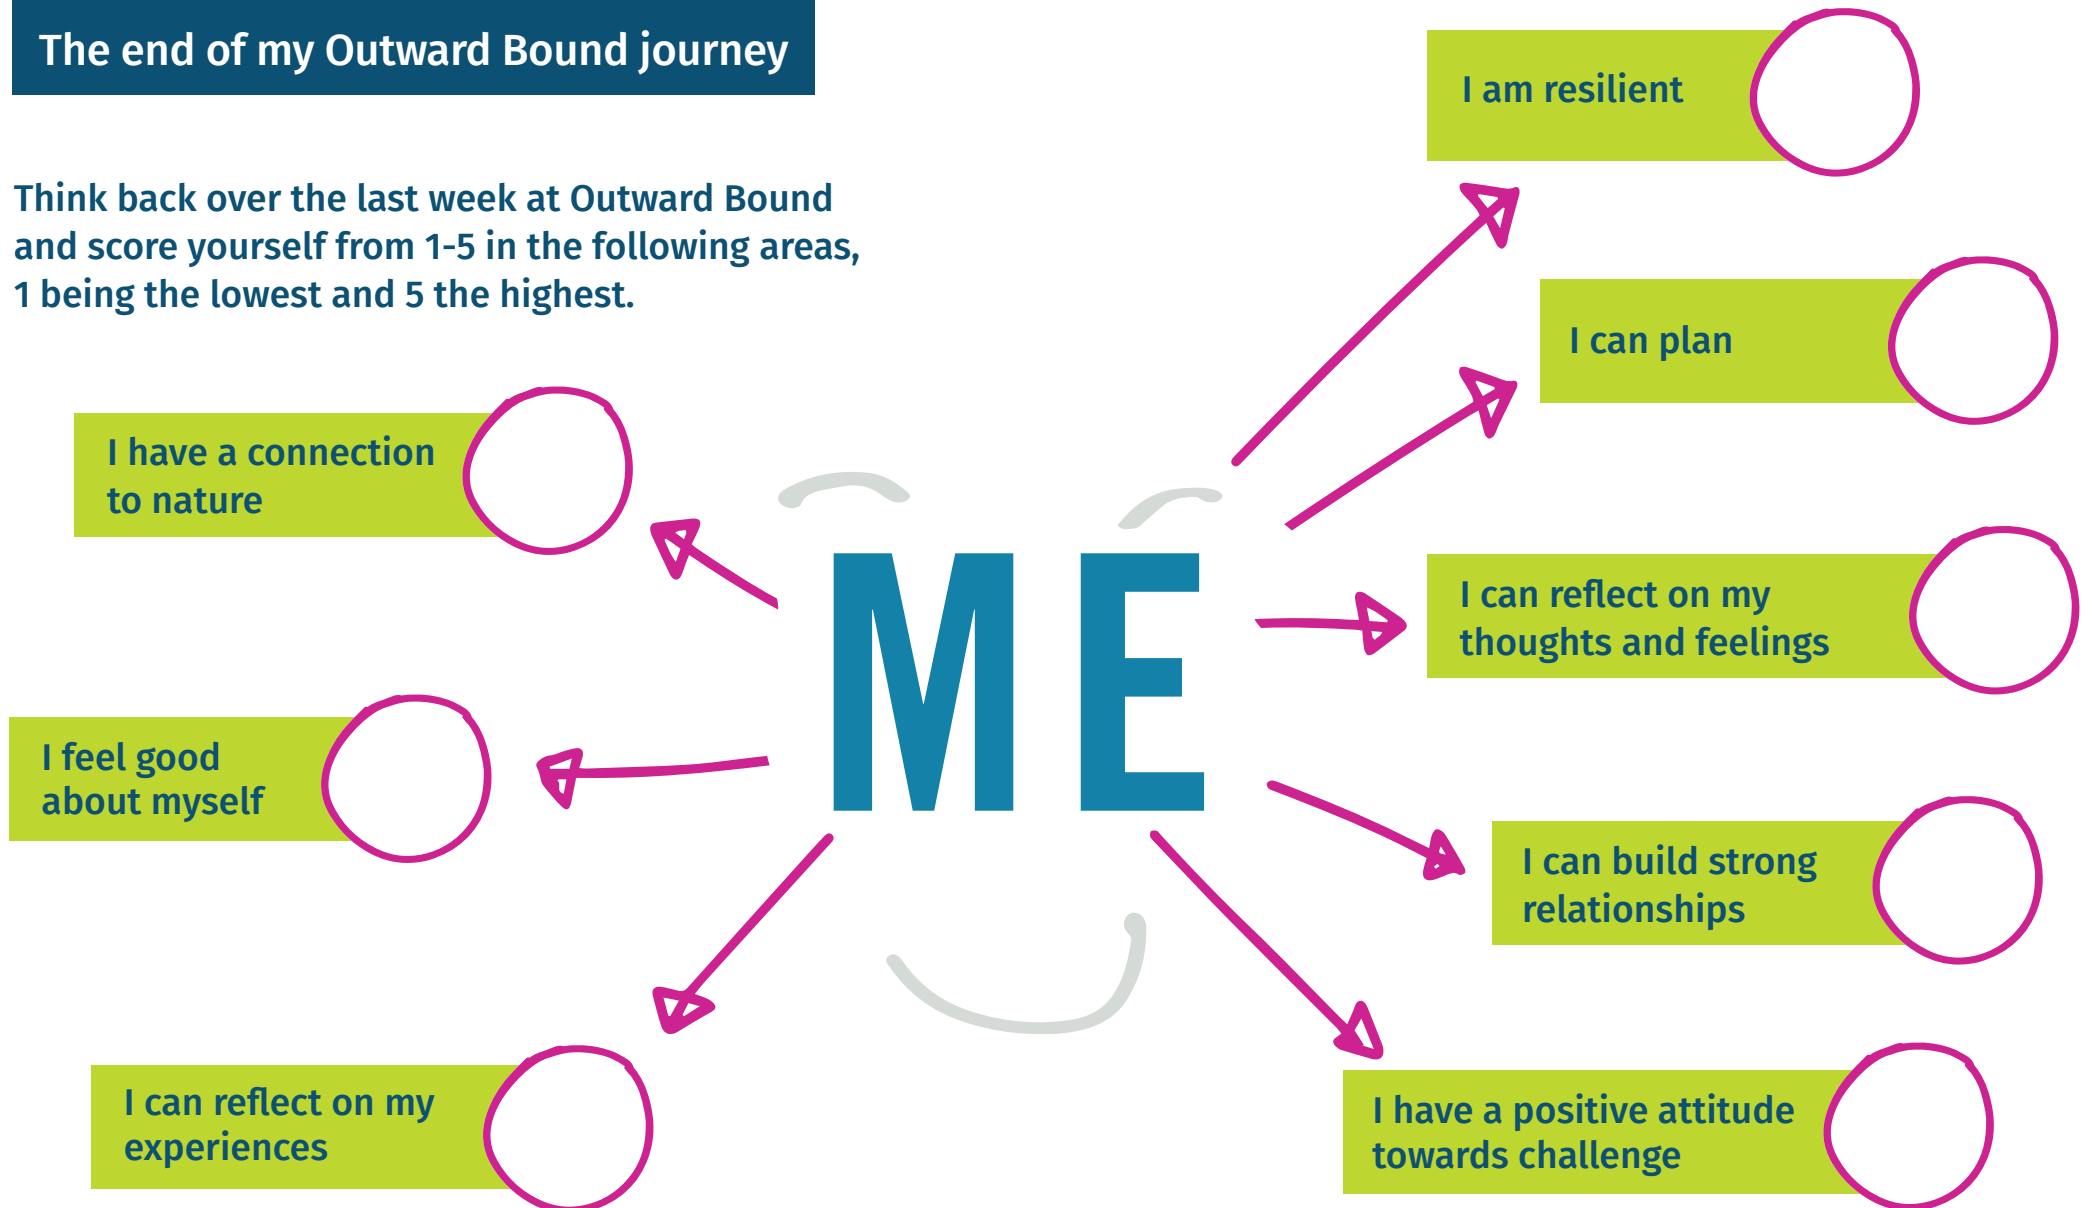 The end of my Outward Bound journey
Think back over the last week at Outward Bound
and score yourself from 1-5 in the following areas,
1 being the lowest and 5 the highest.
I am resilient
I can plan
I have a connection
to nature
I can reflect on my
thoughts and feelings
ME
I feel good
about myself
I can build strong
relationships
I can reflect on my
experiences
I have a positive attitude
towards challenge